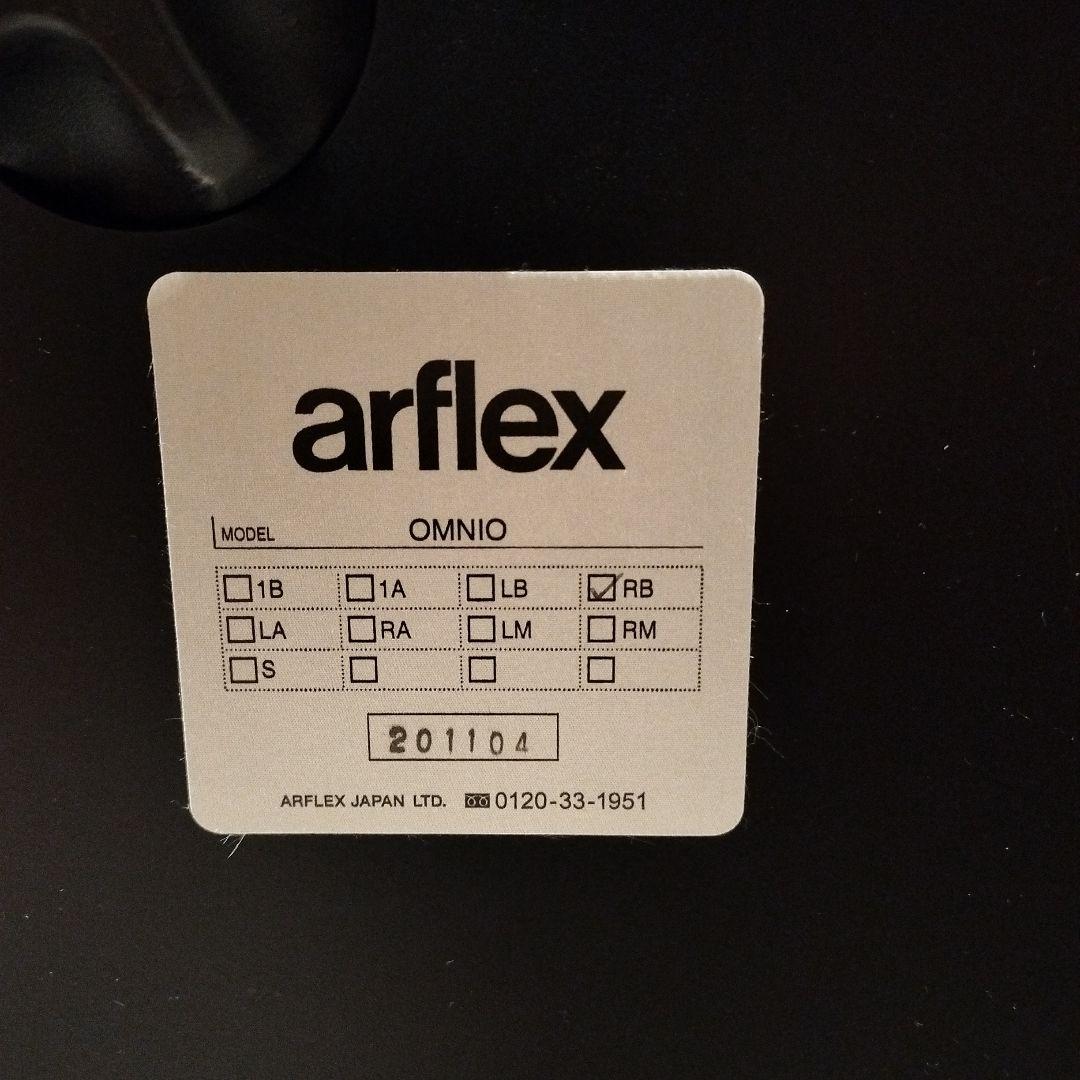 arflex
MODEL OMNIO
☐1B ☐1A ☐LB ☑RB
☐LA ☐RA ☐LM ☐RM
☐S ☐ ☐ ☐
201104
ARFLEX JAPAN LTD. 0120-33-1951